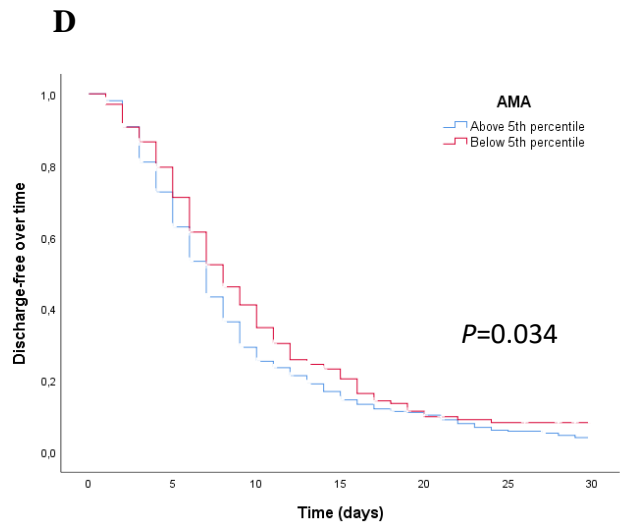 D
AMA
Above 5th percentile
Below 5th percentile
1,0
0,8
0,6
0,4
0,2
0,0
Discharge-free over time
P=0.034
0 5 10 15 20 25 30
Time (days)